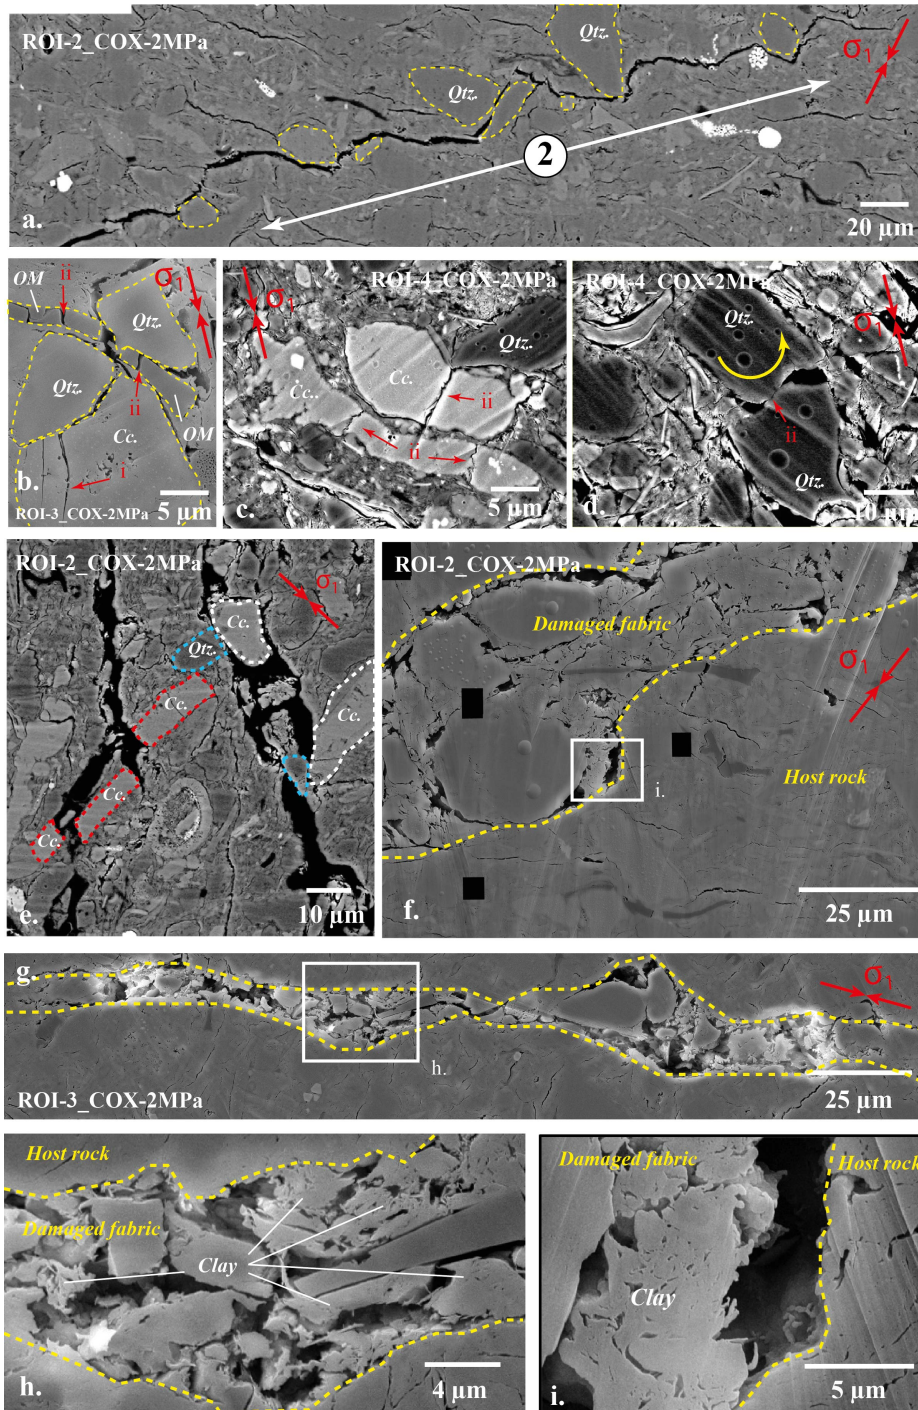 ROI-2_COX-2MPa
Qtz.
σ1
Qtz.
2
a.
20 μm
ii
OM
σ1
Qtz.
Qtz.
ii
Cc.
OM
i
b.
5 μm
ROI-3_COX-2MPa
ROI-4_COX-2MPa
σ1
Qtz.
Cc.
Cc.
ii
ii
c.
5 μm
ROI-4_COX-2MPa
Qtz.
σ1
ii
Qtz.
d.
10 μm
ROI-2_COX-2MPa
σ1
Cc.
Qtz.
Cc.
Cc.
Cc.
Cc.
e.
10 μm
ROI-2_COX-2MPa
Damaged fabric
σ1
Host rock
i.
f.
25 μm
g.
σ1
h.
ROI-3_COX-2MPa
25 μm
Host rock
Damaged fabric
Clay
h.
4 μm
Damaged fabric
Host rock
Clay
i.
5 μm